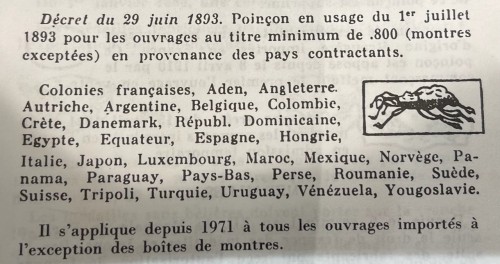 Décret du 29 juin 1893. Poinçon en usage du 1er juillet
1893 pour les ouvrages au titre minimum de .800 (montres
exceptées) en provenance des pays contractants.
Colonies françaises, Aden, Angleterre.
Autriche, Argentine, Belgique, Colombie,
Crète, Danemark, Républ. Dominicaine,
Egypte, Equateur, Espagne, Hongrie,
Italie, Japon, Luxembourg, Maroc, Mexique, Norvège, Pa-
nama, Paraguay, Pays-Bas, Perse, Roumanie, Suède,
Suisse, Tripoli, Turquie, Uruguay, Vénézuela, Yougoslavie.
Il s'applique depuis 1971 à tous les ouvrages importés à
l'exception des boîtes de montres.